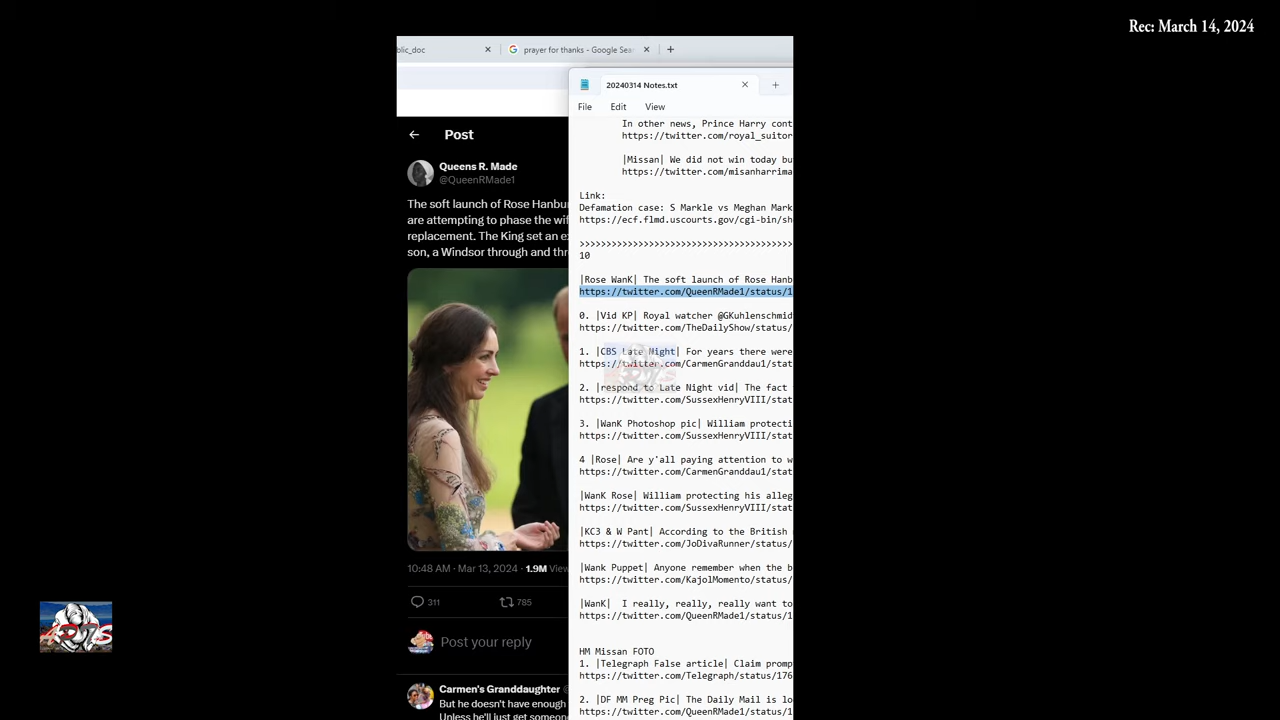 Rec: March 14, 2024
blic_doc
prayer for thanks - Google Sea
20240314 Notes.txt
File Edit View
Post
Queens R. Made
@QueenRMade1
The soft launch of Rose Hanbu
are attempting to phase the wif
replacement. The King set an e
son, a Windsor through and thr
10:48 AM · Mar 13, 2024 · 1.9M View
311 785
Post your reply
Carmen's Granddaughter @
But he doesn't have enough
Unless he'll just get someon
In other news, Prince Harry cont
https://twitter.com/royal_suitor
|Missan| We did not win today bu
https://twitter.com/misanharrima
Link:
Defamation case: S Markle vs Meghan Mark
https://ecf.flmd.uscourts.gov/cgi-bin/sh
>>>>>>>>>>>>>>>>>>>>>>>>>>>>>>>>>>>>>>>>
10
|Rose WanK| The soft launch of Rose Hanb
https://twitter.com/QueenRMade1/status/1
0. |Vid KP| Royal watcher @GKuhlenschmid
https://twitter.com/TheDailyShow/status/
1. |CBS Late Night| For years there were
https://twitter.com/CarmenGranddau1/stat
2. |respond to Late Night vid| The fact
https://twitter.com/SussexHenryVIII/stat
3. |WanK Photoshop pic| William protecti
https://twitter.com/SussexHenryVIII/stat
4 |Rose| Are y'all paying attention to w
https://twitter.com/CarmenGranddau1/stat
|WanK Rose| William protecting his alleg
https://twitter.com/SussexHenryVIII/stat
|KC3 & W Pant| According to the British
https://twitter.com/JoDivaRunner/status/
|Wank Puppet| Anyone remember when the b
https://twitter.com/KajolMomento/status/
|WanK|  I really, really, really want to
https://twitter.com/QueenRMade1/status/1
HM Missan FOTO
1. |Telegraph False article| Claim promp
https://twitter.com/Telegraph/status/176
2. |DF MM Preg Pic| The Daily Mail is lo
https://twitter.com/QueenRMade1/status/1